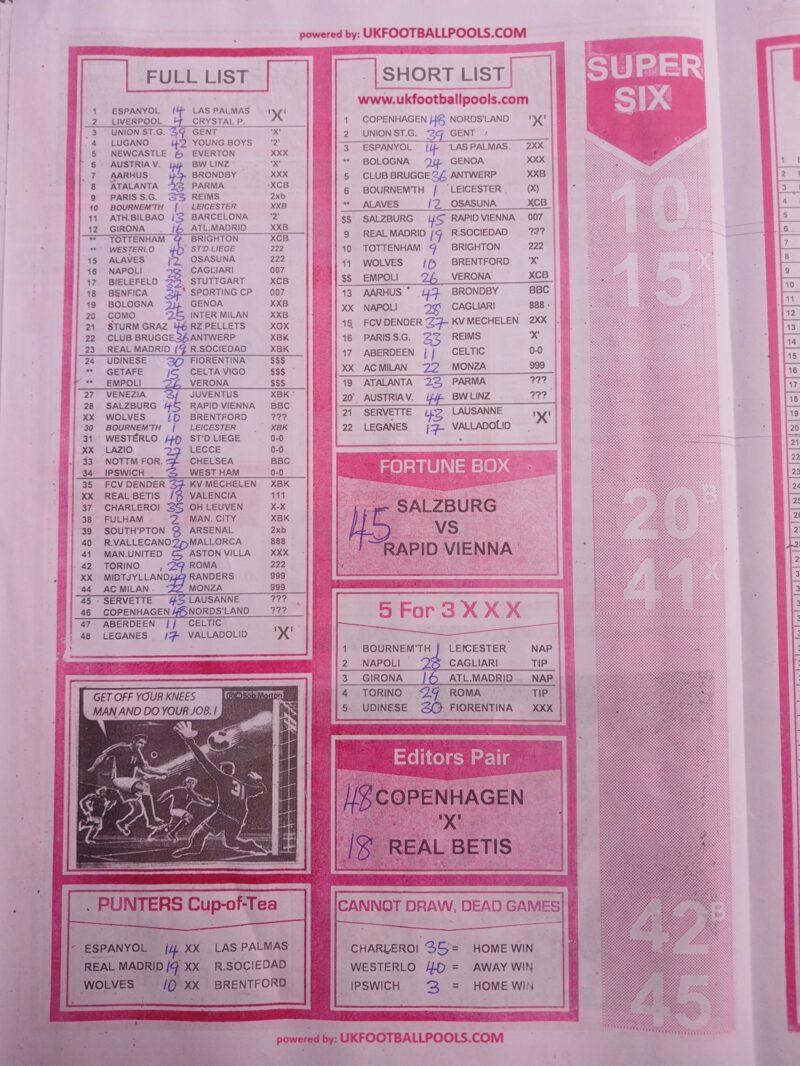 powered by: UKFOOTBALLPOOLS.COM
FULL LIST
1 ESPANYOL 14 LAS PALMAS 'X'
2 LIVERPOOL 4 CRYSTAL P.
3 UNION ST.G. 39 GENT 'X'
4 LUGANO 42 YOUNG BOYS '2'
5 NEWCASTLE 6 EVERTON XXX
6 AUSTRIA V. 44 BW LINZ 'X'
7 AARHUS 47 BRONDBY XXX
8 ATALANTA 23 PARMA XCB
9 PARIS S.G. 33 REIMS 2xb
10 BOURNEM'TH 1 LEICESTER XXB
11 ATH.BILBAO 13 BARCELONA '2'
12 GIRONA 16 ATL.MADRID XXB
** TOTTENHAM 9 BRIGHTON XCB
** WESTERLO 40 ST'D LIEGE 222
15 ALAVES 12 OSASUNA 222
16 NAPOLI 28 CAGLIARI 007
17 BIELEFELD 32 STUTTGART XCB
18 BENFICA 34 SPORTING CP 007
19 BOLOGNA 24 GENOA XXB
20 COMO 25 INTER MILAN XXB
21 STURM GRAZ 46 RZ PELLETS XOX
22 CLUB BRUGGE 36 ANTWERP XBK
23 REAL MADRID 19 R.SOCIEDAD XBK
24 UDINESE 30 FIORENTINA $$$
** GETAFE 15 CELTA VIGO $$$
** EMPOLI 26 VERONA $$$
27 VENEZIA 31 JUVENTUS XBK
28 SALZBURG 45 RAPID VIENNA BBC
XX WOLVES 10 BRENTFORD ???
30 BOURNEM'TH 1 LEICESTER XBK
31 WESTERLO 40 ST'D LIEGE 0-0
XX LAZIO 27 LECCE 0-0
33 NOTTM FOR. 7 CHELSEA BBC
34 IPSWICH 3 WEST HAM 0-0
35 FCV DENDER 37 KV MECHELEN XBK
XX REAL BETIS 18 VALENCIA 111
37 CHARLEROI 35 OH LEUVEN X-X
38 FULHAM 2 MAN. CITY XBK
39 SOUTH'PTON 8 ARSENAL 2xb
40 R.VALLECANO 20 MALLORCA 888
41 MAN.UNITED 5 ASTON VILLA XXX
42 TORINO 29 ROMA 222
XX MIDTJYLLAND 49 RANDERS 999
44 AC MILAN 22 MONZA 999
45 SERVETTE 43 LAUSANNE ???
46 COPENHAGEN 48 NORDS'LAND ???
47 ABERDEEN 11 CELTIC 'X'
48 LEGANES 17 VALLADOLID
GET OFF YOUR KNEES
MAN AND DO YOUR JOB. !
©Bob Morton
31
PUNTERS Cup-of-Tea
ESPANYOL 14 XX LAS PALMAS
REAL MADRID 19 XX R.SOCIEDAD
WOLVES 10 XX BRENTFORD
SHORT LIST
www.ukfootballpools.com
1 COPENHAGEN 48 NORDS'LAND 'X'
2 UNION ST.G. 39 GENT
3 ESPANYOL 14 LAS PALMAS 2XX
** BOLOGNA 24 GENOA XXX
5 CLUB BRUGGE 36 ANTWERP XXB
6 BOURNEM'TH 1 LEICESTER (X)
** ALAVES 12 OSASUNA XCB
$$ SALZBURG 45 RAPID VIENNA 007
9 REAL MADRID 19 R.SOCIEDAD ???
10 TOTTENHAM 9 BRIGHTON 222
11 WOLVES 10 BRENTFORD 'X'
$$ EMPOLI 26 VERONA XCB
13 AARHUS 47 BRONDBY BBC
XX NAPOLI 28 CAGLIARI 888
15 FCV DENDER 37 KV MECHELEN 2XX
16 PARIS S.G. 33 REIMS 'X'
17 ABERDEEN 11 CELTIC 0-0
XX AC MILAN 22 MONZA 999
19 ATALANTA 23 PARMA ???
20 AUSTRIA V. 44 BW LINZ ???
21 SERVETTE 43 LAUSANNE 'X'
22 LEGANES 17 VALLADOLID
FORTUNE BOX
SALZBURG
45 VS
RAPID VIENNA
5 For 3 X X X
1 BOURNEM'TH 1 LEICESTER NAP
2 NAPOLI 28 CAGLIARI TIP
3 GIRONA 16 ATL.MADRID NAP
4 TORINO 29 ROMA TIP
5 UDINESE 30 FIORENTINA XXX
Editors Pair
48 COPENHAGEN
'X'
18 REAL BETIS
CANNOT DRAW, DEAD GAMES
CHARLEROI 35 = HOME WIN
WESTERLO 40 = AWAY WIN
IPSWICH 3 = HOME WIN
SUPER
SIX
10
15X
20B
41X
42B
45
powered by: UKFOOTBALLPOOLS.COM